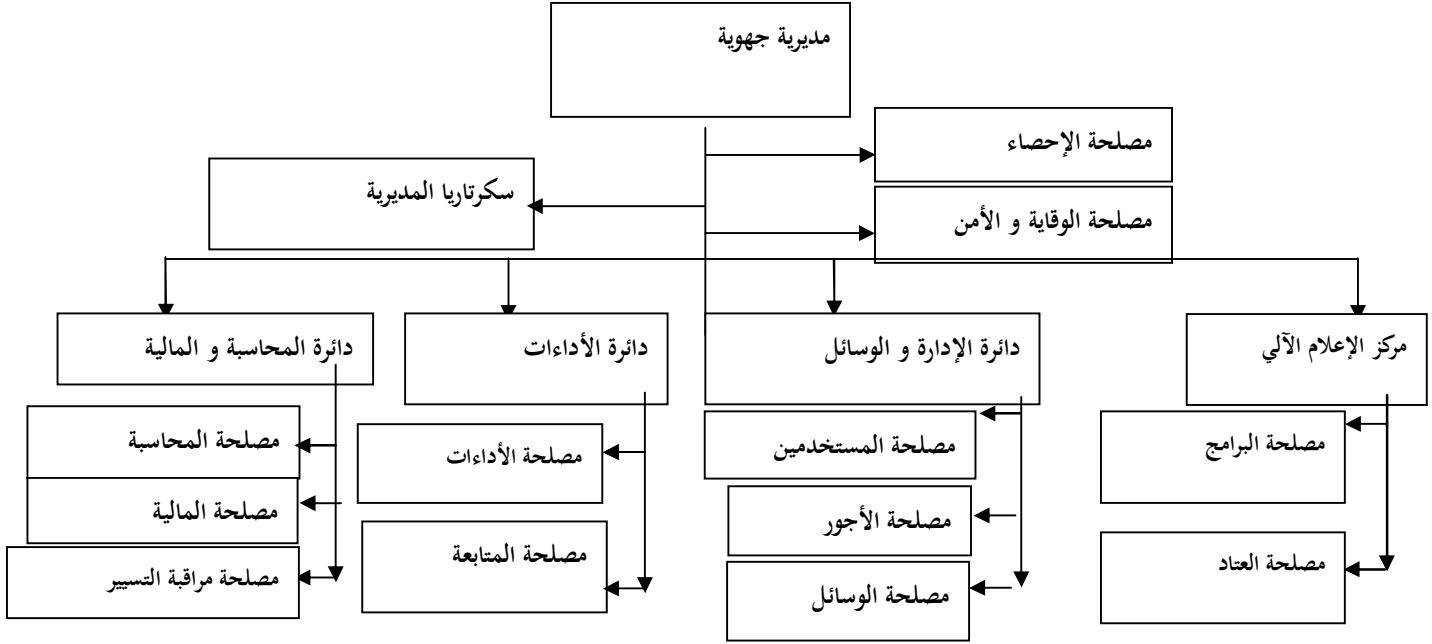 مديرية جهوية
مصلحة الإحصاء
سكرتاريا المديرية
مصلحة الوقاية و الأمن
مركز الإعلام الآلي
دائرة الإدارة و الوسائل
دائرة الأداءات
دائرة المحاسبة و المالية
مصلحة البرامج
مصلحة المستخدمين
مصلحة الأداءات
مصلحة المحاسبة
مصلحة الأجور
مصلحة المالية
مصلحة العتاد
مصلحة الوسائل
مصلحة المتابعة
مصلحة مراقبة التسيير